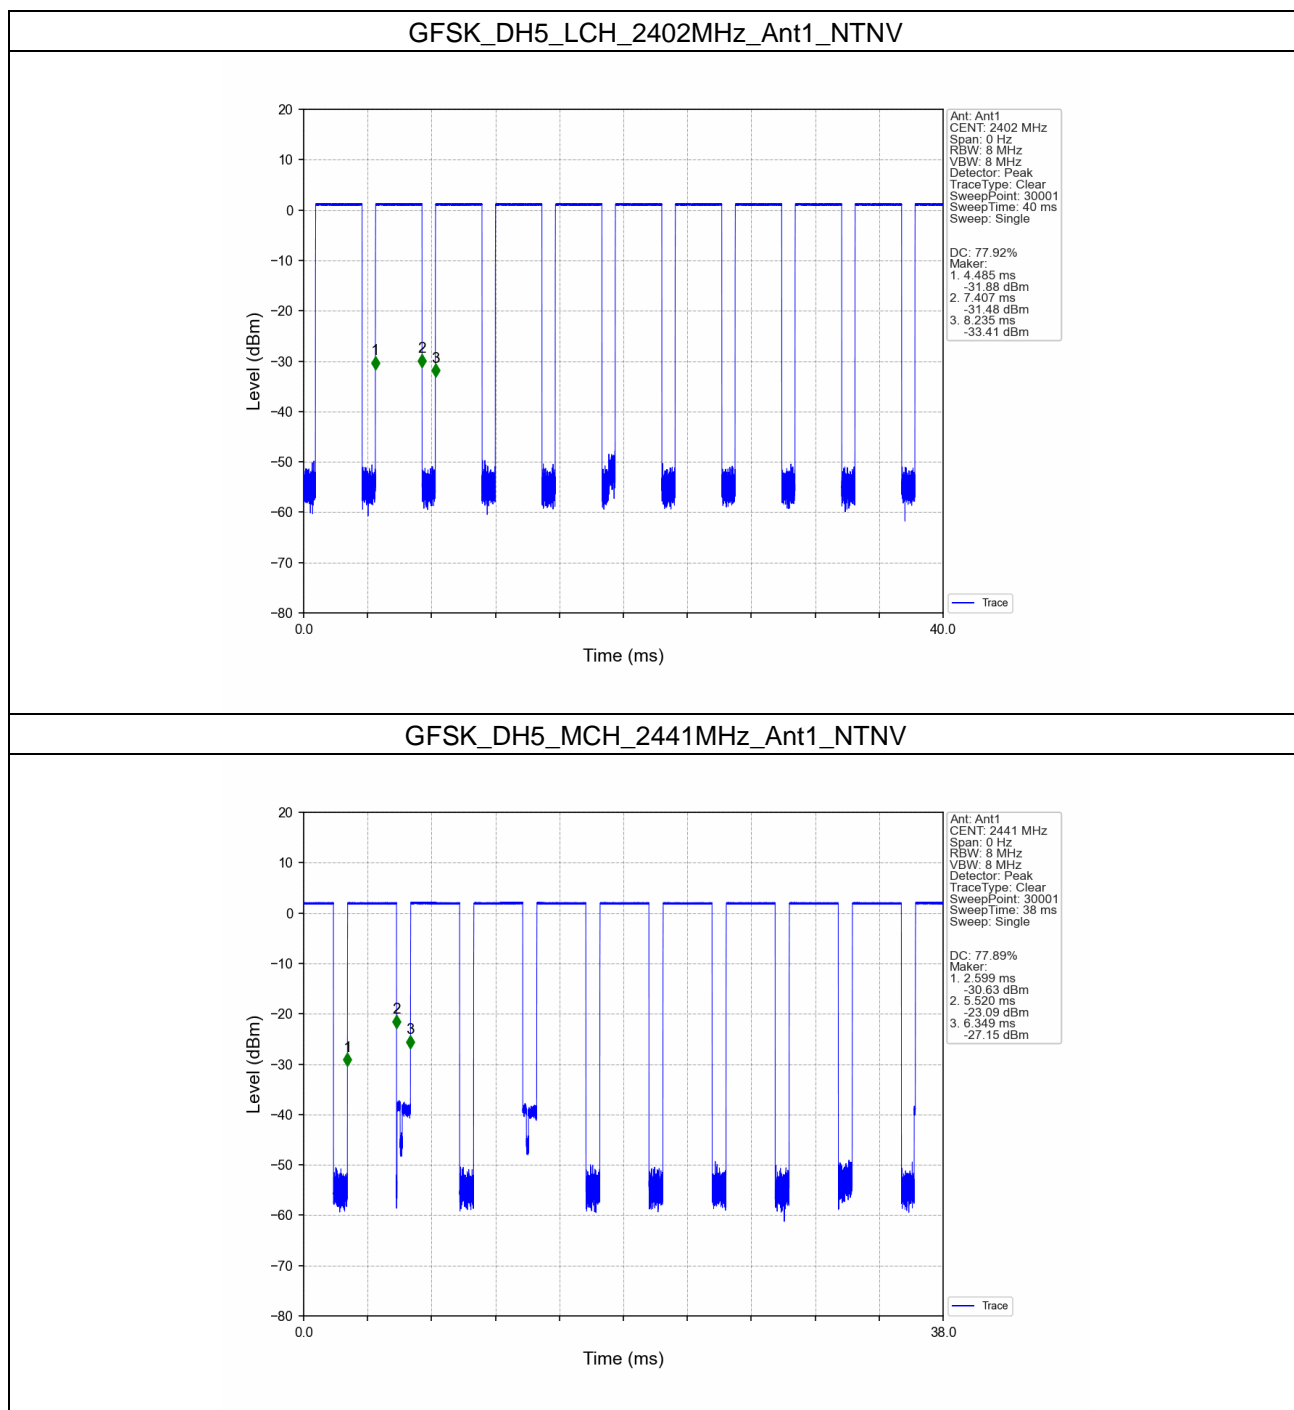 GFSK_DH5_LCH_2402MHz_Ant1_NTNV
20
10
0
−10
−20
−30
−40
−50
−60
−70
−80
Level (dBm)
1
2
3
0.0
40.0
Time (ms)
Ant: Ant1
CENT: 2402 MHz
Span: 0 Hz
RBW: 8 MHz
VBW: 8 MHz
Detector: Peak
TraceType: Clear
SweepPoint: 30001
SweepTime: 40 ms
Sweep: Single
DC: 77.92%
Maker:
1. 4.485 ms
-31.88 dBm
2. 7.407 ms
-31.48 dBm
3. 8.235 ms
-33.41 dBm
Trace
GFSK_DH5_MCH_2441MHz_Ant1_NTNV
20
10
0
−10
−20
−30
−40
−50
−60
−70
−80
Level (dBm)
1
2
3
0.0
38.0
Time (ms)
Ant: Ant1
CENT: 2441 MHz
Span: 0 Hz
RBW: 8 MHz
VBW: 8 MHz
Detector: Peak
TraceType: Clear
SweepPoint: 30001
SweepTime: 38 ms
Sweep: Single
DC: 77.89%
Maker:
1. 2.599 ms
-30.63 dBm
2. 5.520 ms
-23.09 dBm
3. 6.349 ms
-27.15 dBm
Trace